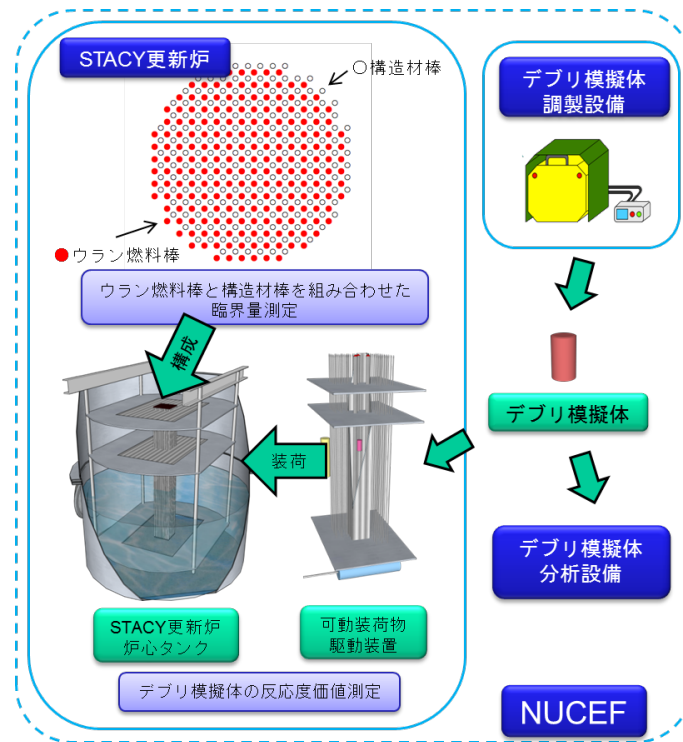 STACY更新炉
○構造材棒
●ウラン燃料棒
ウラン燃料棒と構造材棒を組み合わせた
臨界量測定
構成
装荷
STACY更新炉
炉心タンク
可動装荷物
駆動装置
デブリ模擬体の反応度価値測定
デブリ模擬体
調製設備
デブリ模擬体
デブリ模擬体
分析設備
NUCEF